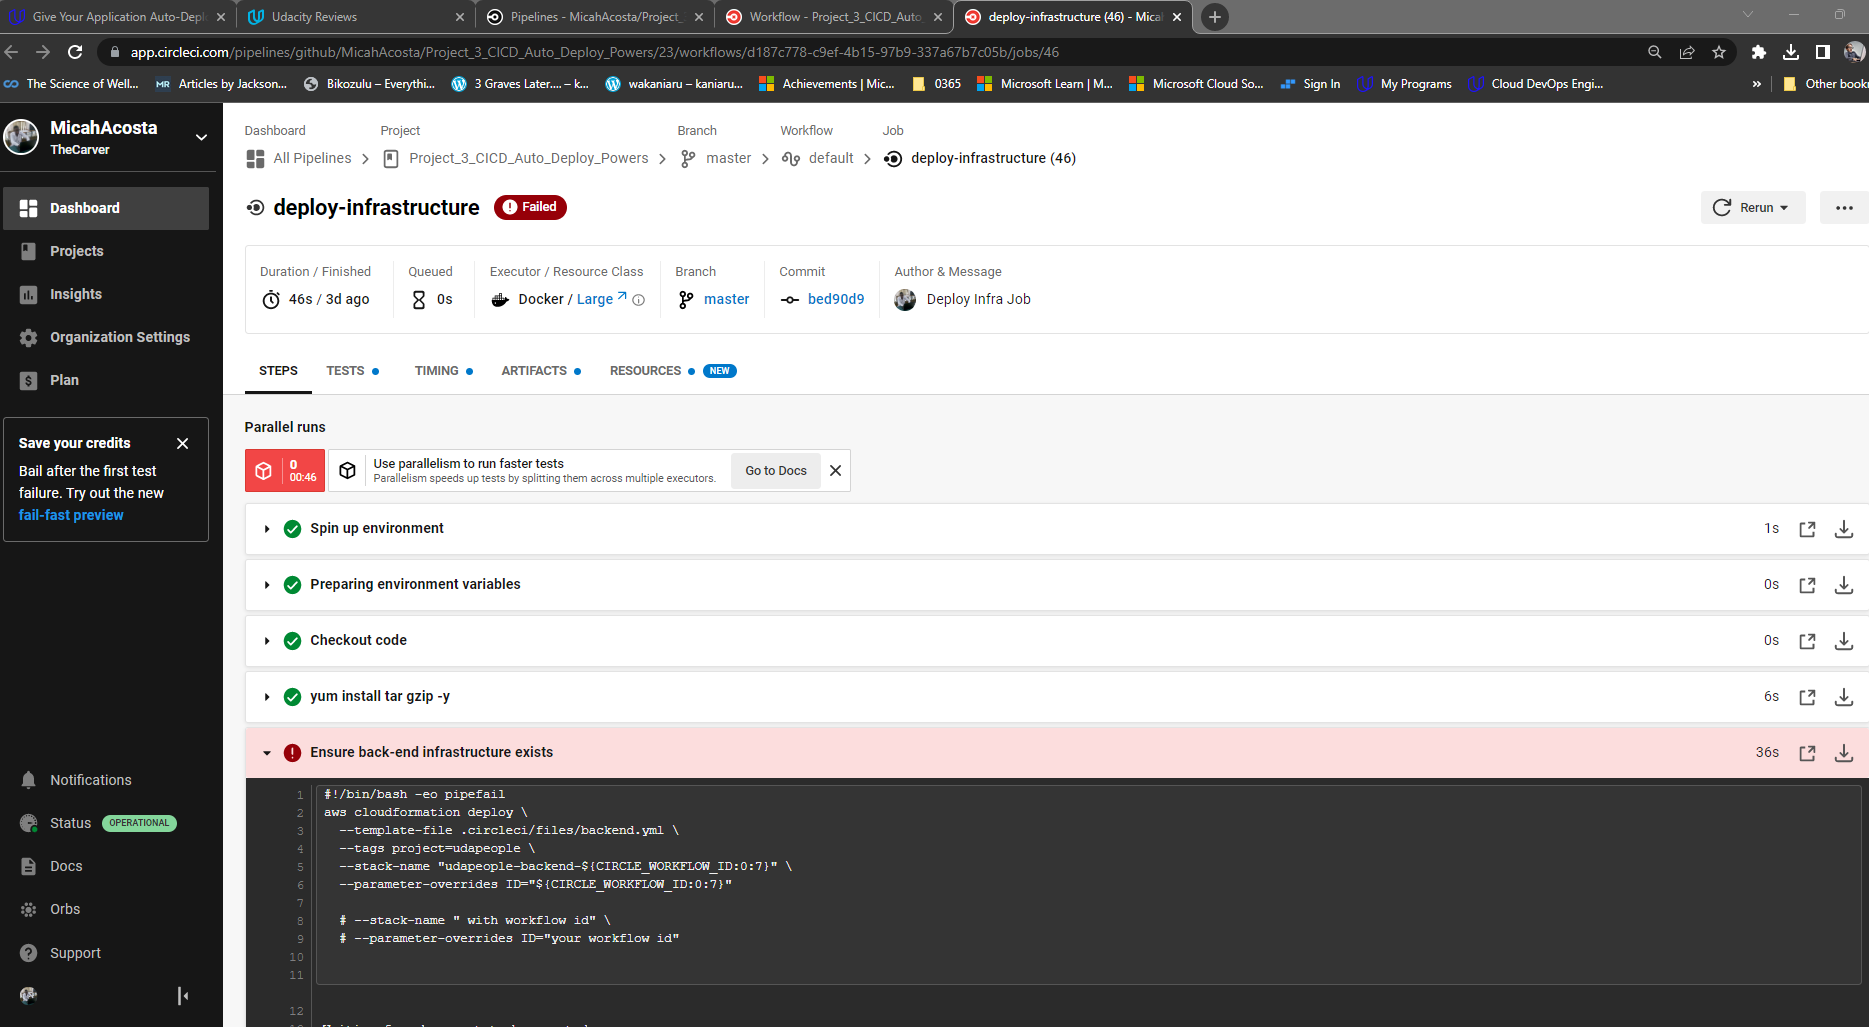 Give Your Application Auto-Depl
Udacity Reviews
Pipelines - MicahAcosta/Project_
Workflow - Project_3_CICD_Auto_
deploy-infrastructure (46) - Mical
app.circleci.com/pipelines/github/MicahAcosta/Project_3_CICD_Auto_Deploy_Powers/23/workflows/d187c778-c9ef-4b15-97b9-337a67b7c05b/jobs/46
The Science of Well...
MR Articles by Jackson...
Bikozulu – Everythi...
3 Graves Later.... – k...
wakaniaru – kaniaru...
Achievements | Mic...
0365
Microsoft Learn | M...
Microsoft Cloud So...
Sign In
My Programs
Cloud DevOps Engi...
»
Other book
MicahAcosta
TheCarver
Dashboard
Projects
Insights
Organization Settings
Plan
Save your credits
Bail after the first test
failure. Try out the new
fail-fast preview
Notifications
Status OPERATIONAL
Docs
Orbs
Support
Dashboard Project Branch Workflow Job
All Pipelines > Project_3_CICD_Auto_Deploy_Powers > master > default > deploy-infrastructure (46)
deploy-infrastructure Failed
Rerun
Duration / Finished
46s / 3d ago
Queued
0s
Executor / Resource Class
Docker / Large
Branch
master
Commit
bed90d9
Author & Message
Deploy Infra Job
STEPS TESTS TIMING ARTIFACTS RESOURCES NEW
Parallel runs
0
00:46
Use parallelism to run faster tests
Parallelism speeds up tests by splitting them across multiple executors.
Go to Docs
Spin up environment 1s
Preparing environment variables 0s
Checkout code 0s
yum install tar gzip -y 6s
Ensure back-end infrastructure exists 36s
1 #!/bin/bash -eo pipefail
2 aws cloudformation deploy \
3 --template-file .circleci/files/backend.yml \
4 --tags project=udapeople \
5 --stack-name "udapeople-backend-${CIRCLE_WORKFLOW_ID:0:7}" \
6 --parameter-overrides ID="${CIRCLE_WORKFLOW_ID:0:7}"
7
8 # --stack-name " with workflow id" \
9 # --parameter-overrides ID="your workflow id"
10
11
12